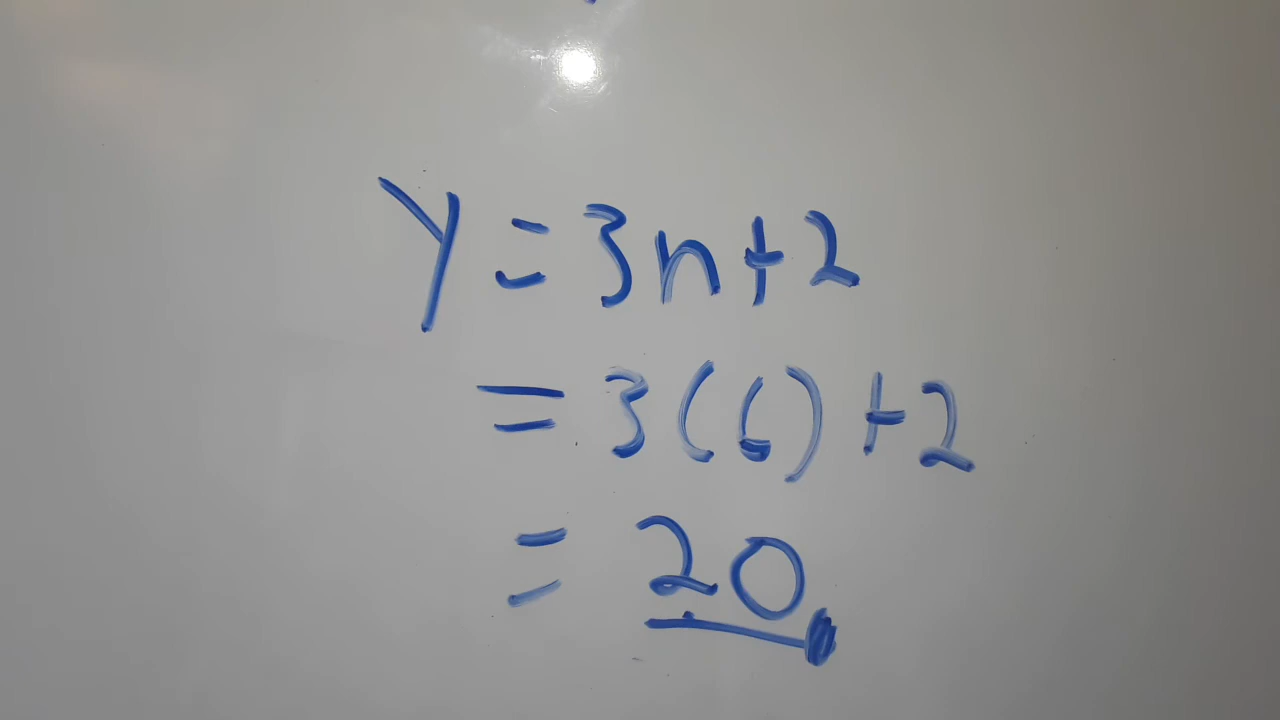 y = 3n + 2
= 3(6) + 2
= 20